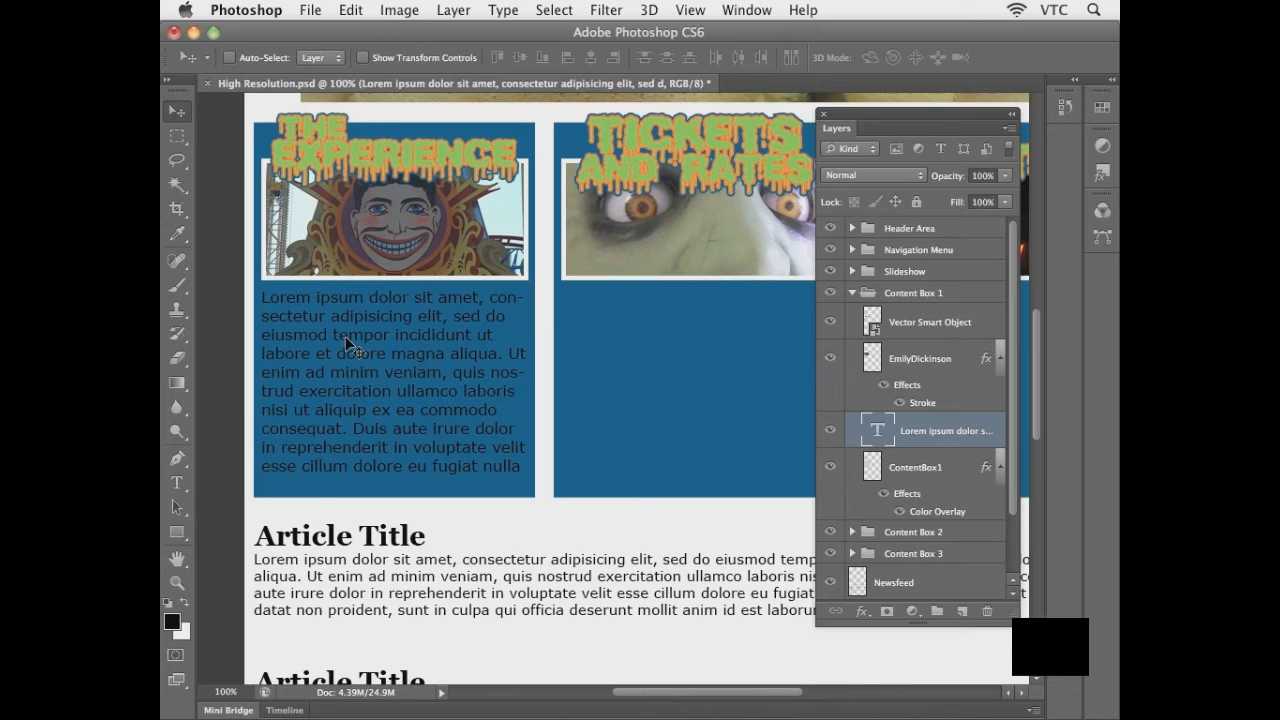 Photoshop File Edit Image Layer Type Select Filter 3D View Window Help VTC
Adobe Photoshop CS6
Auto-Select: Layer Show Transform Controls 3D Mode:
High Resolution.psd @ 100% (Lorem ipsum dolor sit amet, consectetur adipisicing elit, sed d, RGB/8) *
THE
EXPERIENCE
TICKETS
AND RATES
Lorem ipsum dolor sit amet, con-
sectetur adipisicing elit, sed do
eiusmod tempor incididunt ut
labore et dolore magna aliqua. Ut
enim ad minim veniam, quis nos-
trud exercitation ullamco laboris
nisi ut aliquip ex ea commodo
consequat. Duis aute irure dolor
in reprehenderit in voluptate velit
esse cillum dolore eu fugiat nulla
Article Title
Lorem ipsum dolor sit amet, consectetur adipisicing elit, sed do eiusmod temp
aliqua. Ut enim ad minim veniam, quis nostrud exercitation ullamco laboris
dolor in reprehenderit in voluptate velit esse cillum dolore eu fugiat
datat non proident, sunt in culpa qui officia deserunt mollit anim id est laborum
Article Title
Layers
Kind
Normal Opacity: 100%
Lock: Fill: 100%
Header Area
Navigation Menu
Slideshow
Content Box 1
Vector Smart Object
EmilyDickinson fx
Effects
Stroke
T Lorem ipsum dolor s...
ContentBox1 fx
Effects
Color Overlay
Content Box 2
Content Box 3
Newsfeed
100% Doc: 4.39M/24.9M
Mini Bridge Timeline